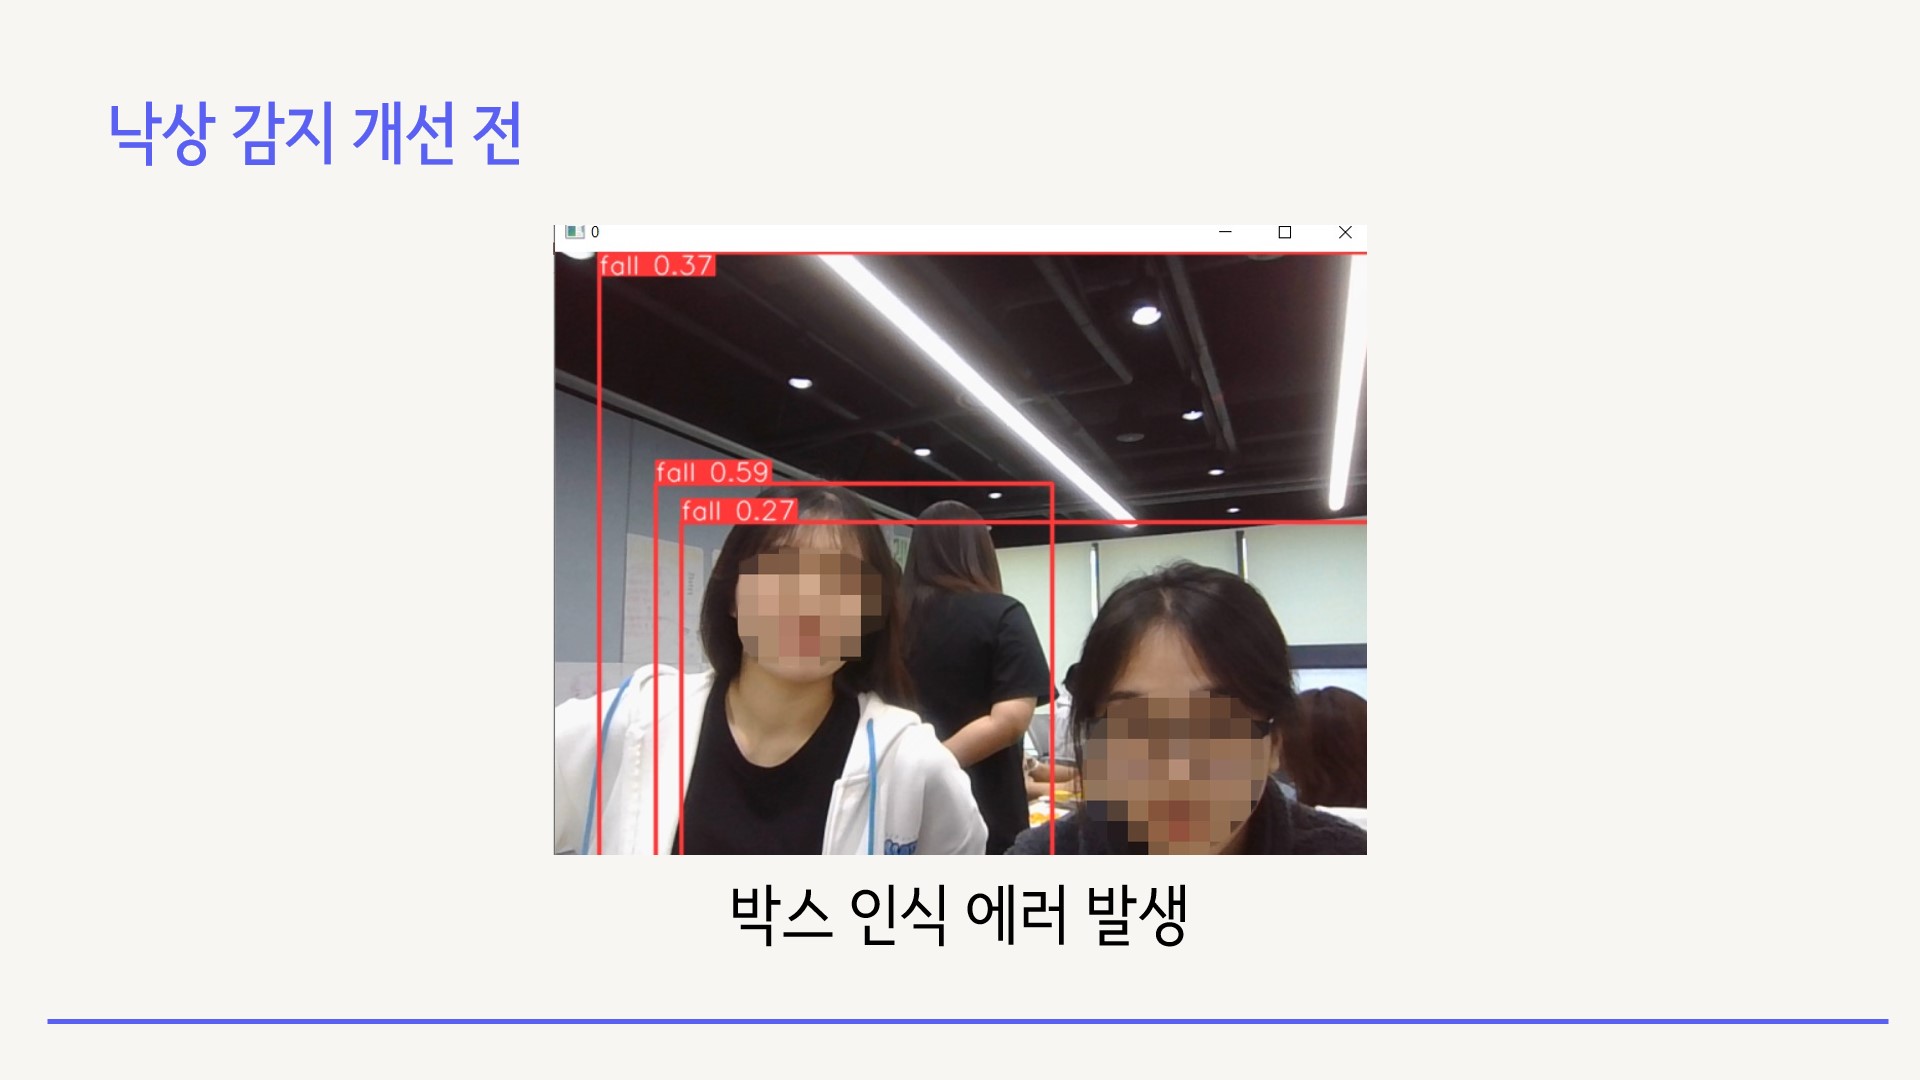 낙상 감지 개선 전
0
fall 0.37
fall 0.59
fall 0.27
박스 인식 에러 발생